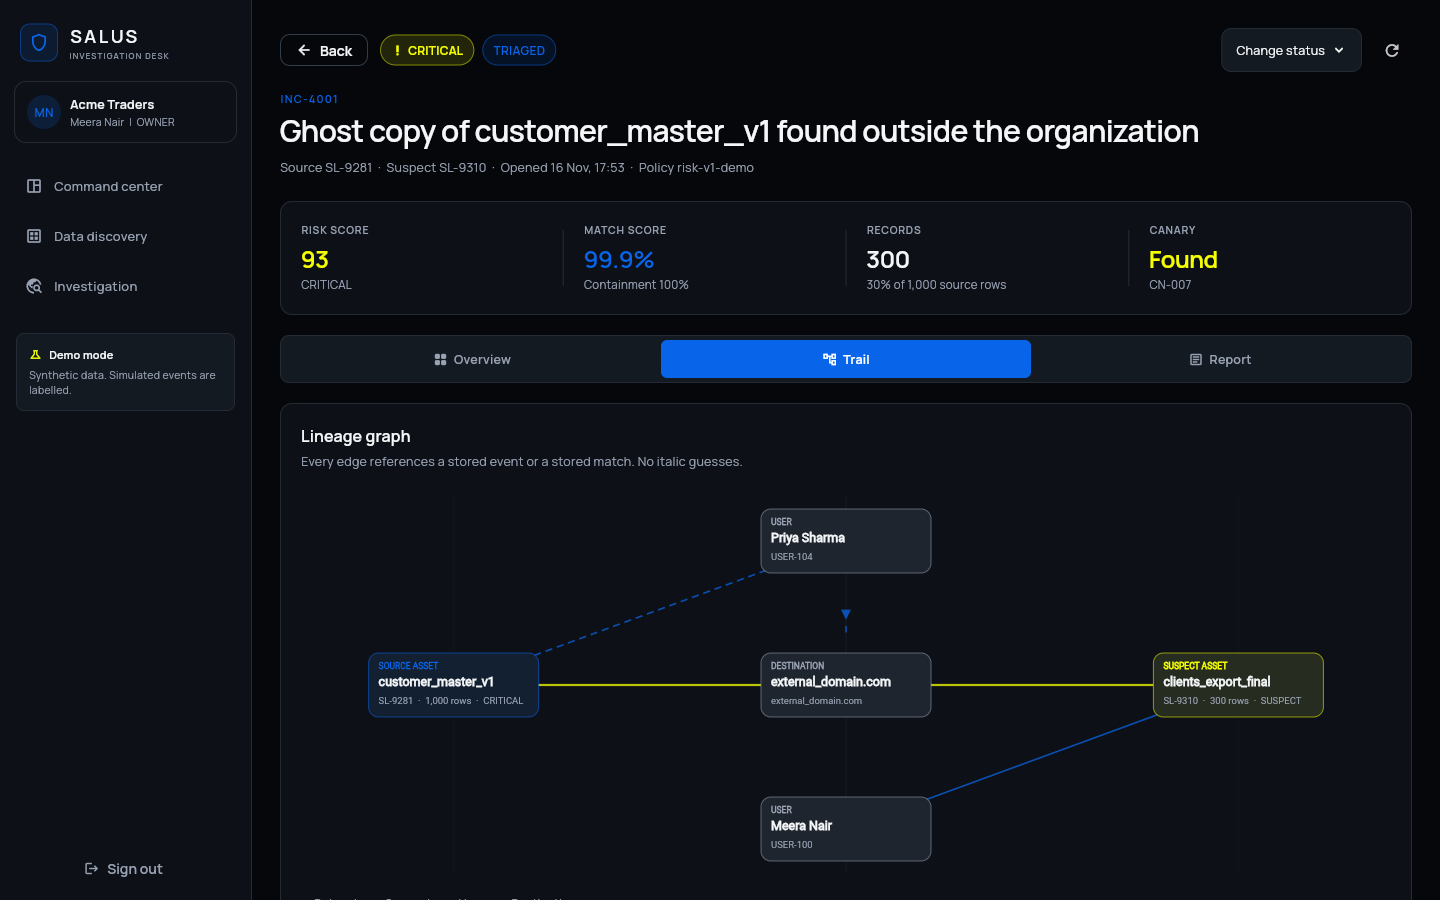 SALUS
INVESTIGATION DESK
MN
Acme Traders
Meera Nair | OWNER
Command center
Data discovery
Investigation
Demo mode
Synthetic data. Simulated events are
labelled.
Sign out
Back
! CRITICAL
TRIAGED
Change status
INC-4001
Ghost copy of customer_master_v1 found outside the organization
Source SL-9281 · Suspect SL-9310 · Opened 16 Nov, 17:53 · Policy risk-v1-demo
RISK SCORE
93
CRITICAL
MATCH SCORE
99.9%
Containment 100%
RECORDS
300
30% of 1,000 source rows
CANARY
Found
CN-007
Overview
Trail
Report
Lineage graph
Every edge references a stored event or a stored match. No italic guesses.
USER
Priya Sharma
USER-104
SOURCE ASSET
customer_master_v1
SL-9281 · 1,000 rows · CRITICAL
DESTINATION
external_domain.com
external_domain.com
SUSPECT ASSET
clients_export_final
SL-9310 · 300 rows · SUSPECT
USER
Meera Nair
USER-100